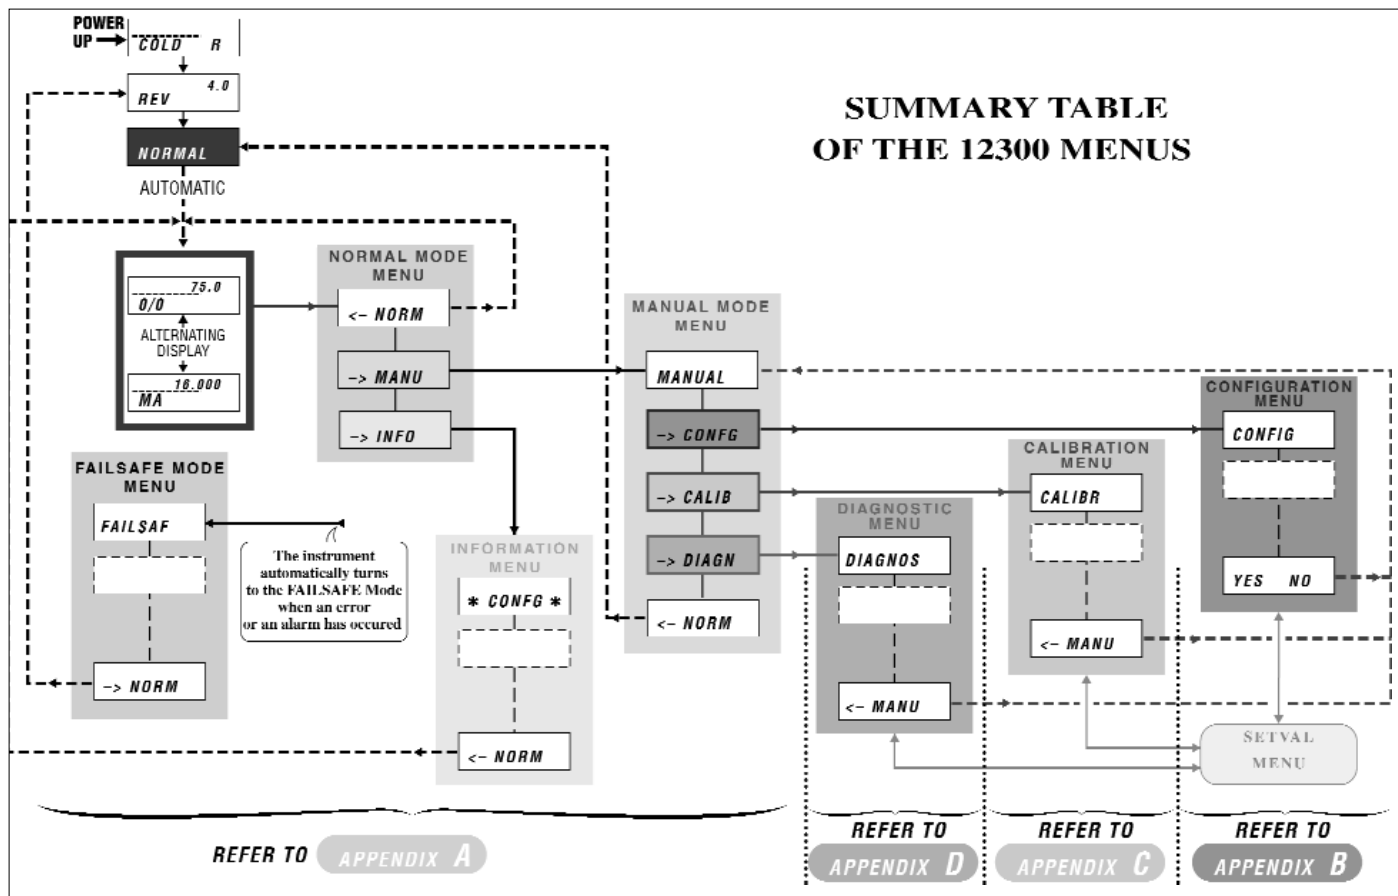 POWER
UP
COLD R
4.0
REV
NORMAL
AUTOMATIC
SUMMARY TABLE
OF THE 12300 MENUS
75.0
0/0
ALTERNATING
DISPLAY
16.000
MA
NORMAL MODE
MENU
<- NORM
-> MANU
-> INFO
MANUAL MODE
MENU
MANUAL
-> CONFG
-> CALIB
-> DIAGN
<- NORM
CONFIGURATION
MENU
CONFIG
YES NO
CALIBRATION
MENU
CALIBR
<- MANU
DIAGNOSTIC
MENU
DIAGNOS
<- MANU
FAILSAFE MODE
MENU
FAILSAF
-> NORM
The instrument
automatically turns
to the FAILSAFE Mode
when an error
or an alarm has occured
INFORMATION
MENU
* CONFG *
<- NORM
SETVAL
MENU
REFER TO APPENDIX A
REFER TO
APPENDIX D
REFER TO
APPENDIX C
REFER TO
APPENDIX B